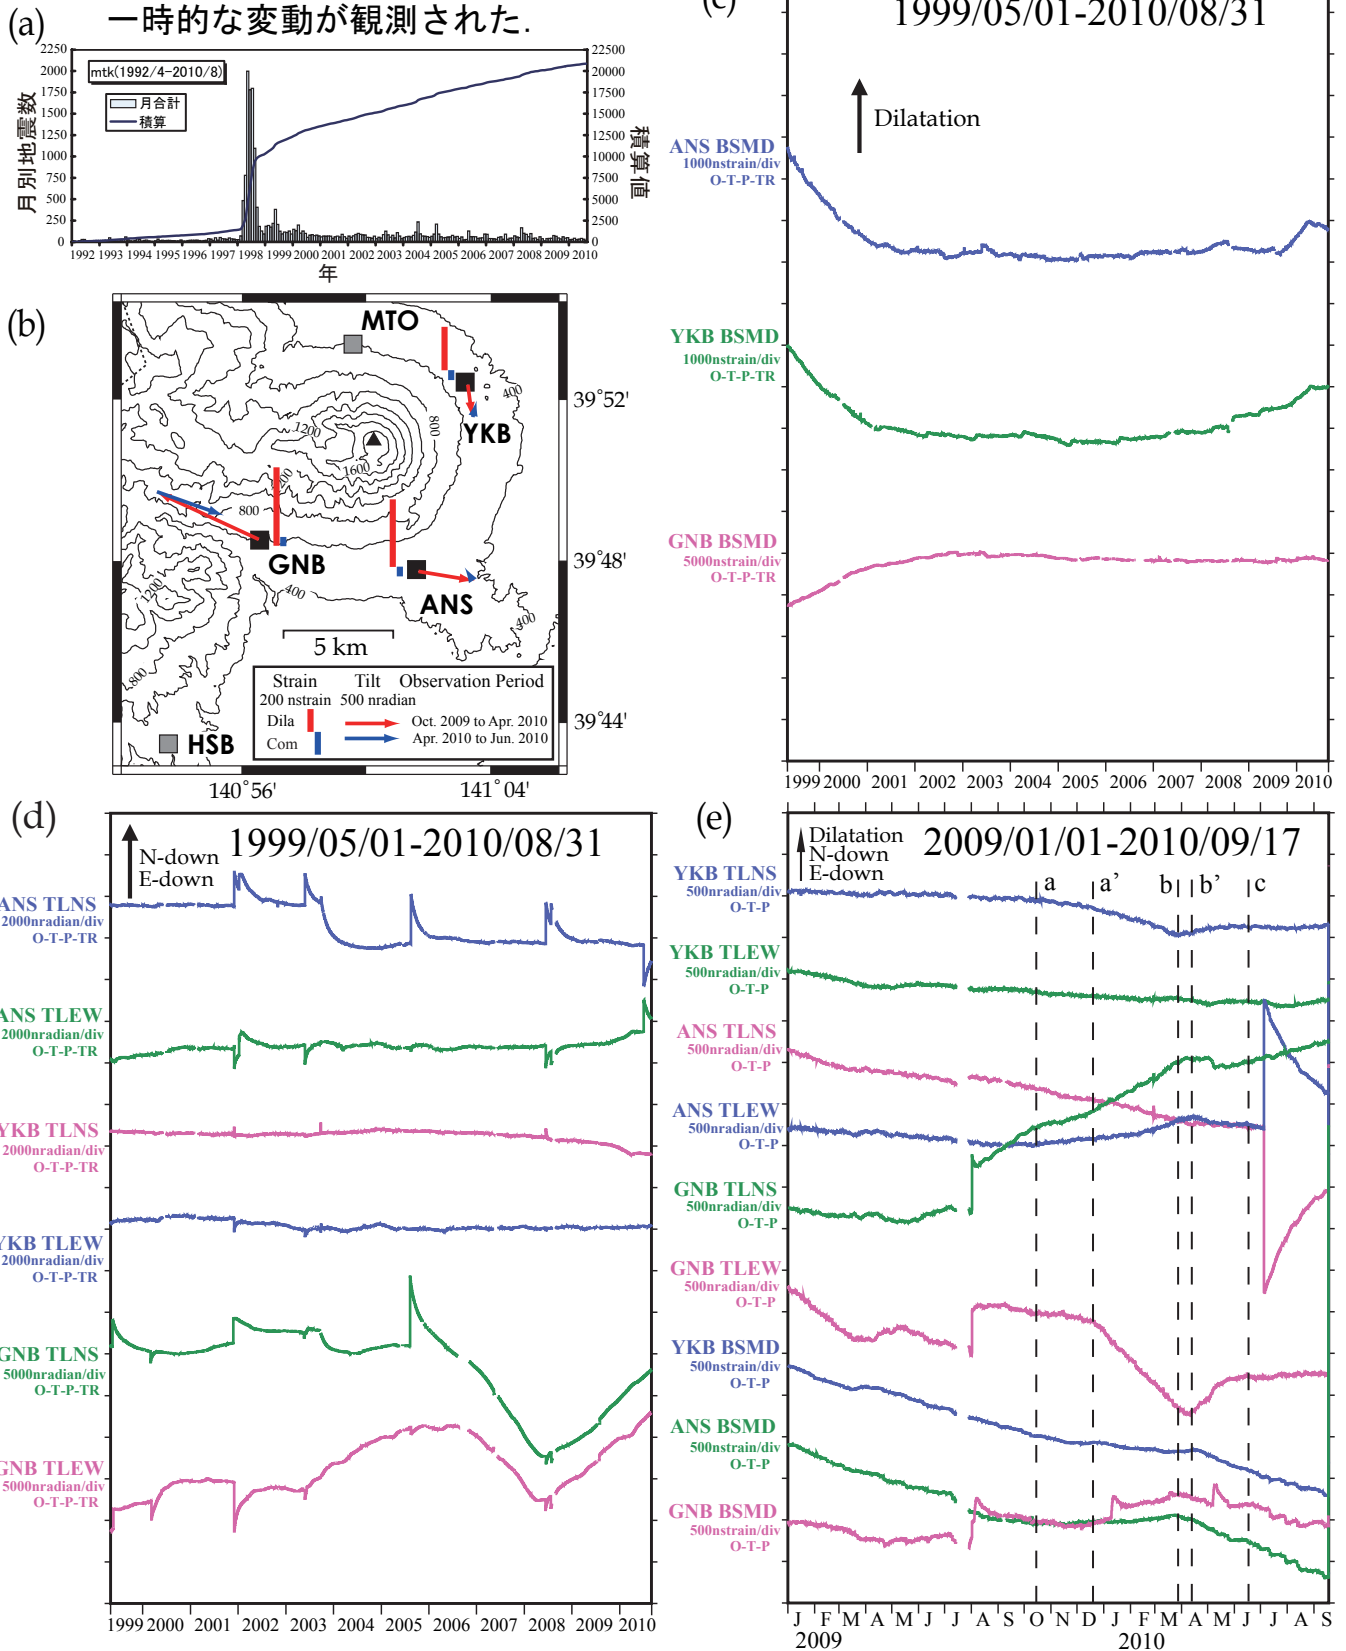 (a)
一時的な変動が観測された.
2250
2000
1750
1500
1250
1000
750
500
250
0
月別地震数
mtk(1992/4-2010/8)
月合計
積算
22500
20000
17500
15000
12500
10000
7500
5000
2500
0
積算値
1992 1993 1994 1995 1996 1997 1998 1999 2000 2001 2002 2003 2004 2005 2006 2007 2008 2009 2010
年
(b)
MTO
YKB
GNB
ANS
HSB
400
800
1200
1600
800
400
1200
800
400
39°52'
39°48'
39°44'
5 km
Strain Tilt Observation Period
200 nstrain 500 nradian
Dila Oct. 2009 to Apr. 2010
Com Apr. 2010 to Jun. 2010
140°56' 141°04'
(c)
1999/05/01-2010/08/31
Dilatation
ANS BSMD
1000nstrain/div
O-T-P-TR
YKB BSMD
1000nstrain/div
O-T-P-TR
GNB BSMD
5000nstrain/div
O-T-P-TR
1999 2000 2001 2002 2003 2004 2005 2006 2007 2008 2009 2010
(d)
1999/05/01-2010/08/31
N-down
E-down
ANS TLNS
2000nradian/div
O-T-P-TR
ANS TLEW
2000nradian/div
O-T-P-TR
YKB TLNS
2000nradian/div
O-T-P-TR
YKB TLEW
2000nradian/div
O-T-P-TR
GNB TLNS
5000nradian/div
O-T-P-TR
GNB TLEW
5000nradian/div
O-T-P-TR
1999 2000 2001 2002 2003 2004 2005 2006 2007 2008 2009 2010
(e)
Dilatation
N-down
E-down
2009/01/01-2010/09/17
a a' b b' c
YKB TLNS
500nradian/div
O-T-P
YKB TLEW
500nradian/div
O-T-P
ANS TLNS
500nradian/div
O-T-P
ANS TLEW
500nradian/div
O-T-P
GNB TLNS
500nradian/div
O-T-P
GNB TLEW
500nradian/div
O-T-P
YKB BSMD
500nstrain/div
O-T-P
ANS BSMD
500nstrain/div
O-T-P
GNB BSMD
500nstrain/div
O-T-P
J F M A M J J A S O N D J F M A M J J A S
2009 2010